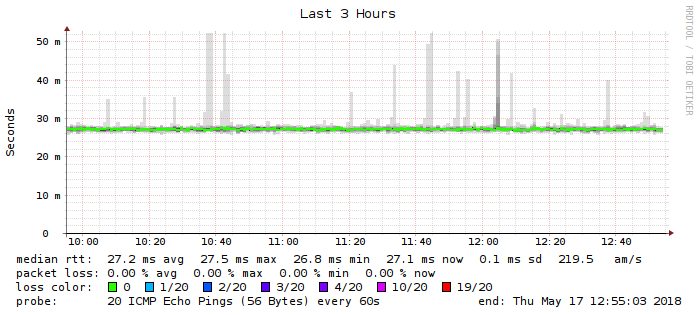 Last 3 Hours
RRDTOOL / TOBI OETIKER
Seconds
50 m
40 m
30 m
20 m
10 m
0
10:00 10:20 10:40 11:00 11:20 11:40 12:00 12:20 12:40
median rtt: 27.2 ms avg 27.5 ms max 26.8 ms min 27.1 ms now 0.1 ms sd 219.5 am/s
packet loss: 0.00 % avg 0.00 % max 0.00 % min 0.00 % now
loss color: 0 1/20 2/20 3/20 4/20 10/20 19/20
probe: 20 ICMP Echo Pings (56 Bytes) every 60s end: Thu May 17 12:55:03 2018